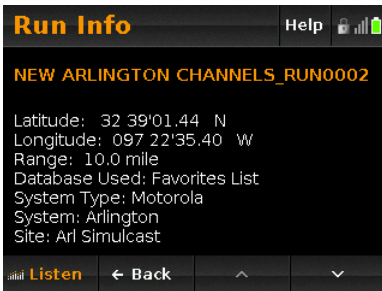 Run Info Help
NEW ARLINGTON CHANNELS_RUN0002
Latitude: 32 39'01.44 N
Longitude: 097 22'35.40 W
Range: 10.0 mile
Database Used: Favorites List
System Type: Motorola
System: Arlington
Site: Arl Simulcast
Listen ← Back